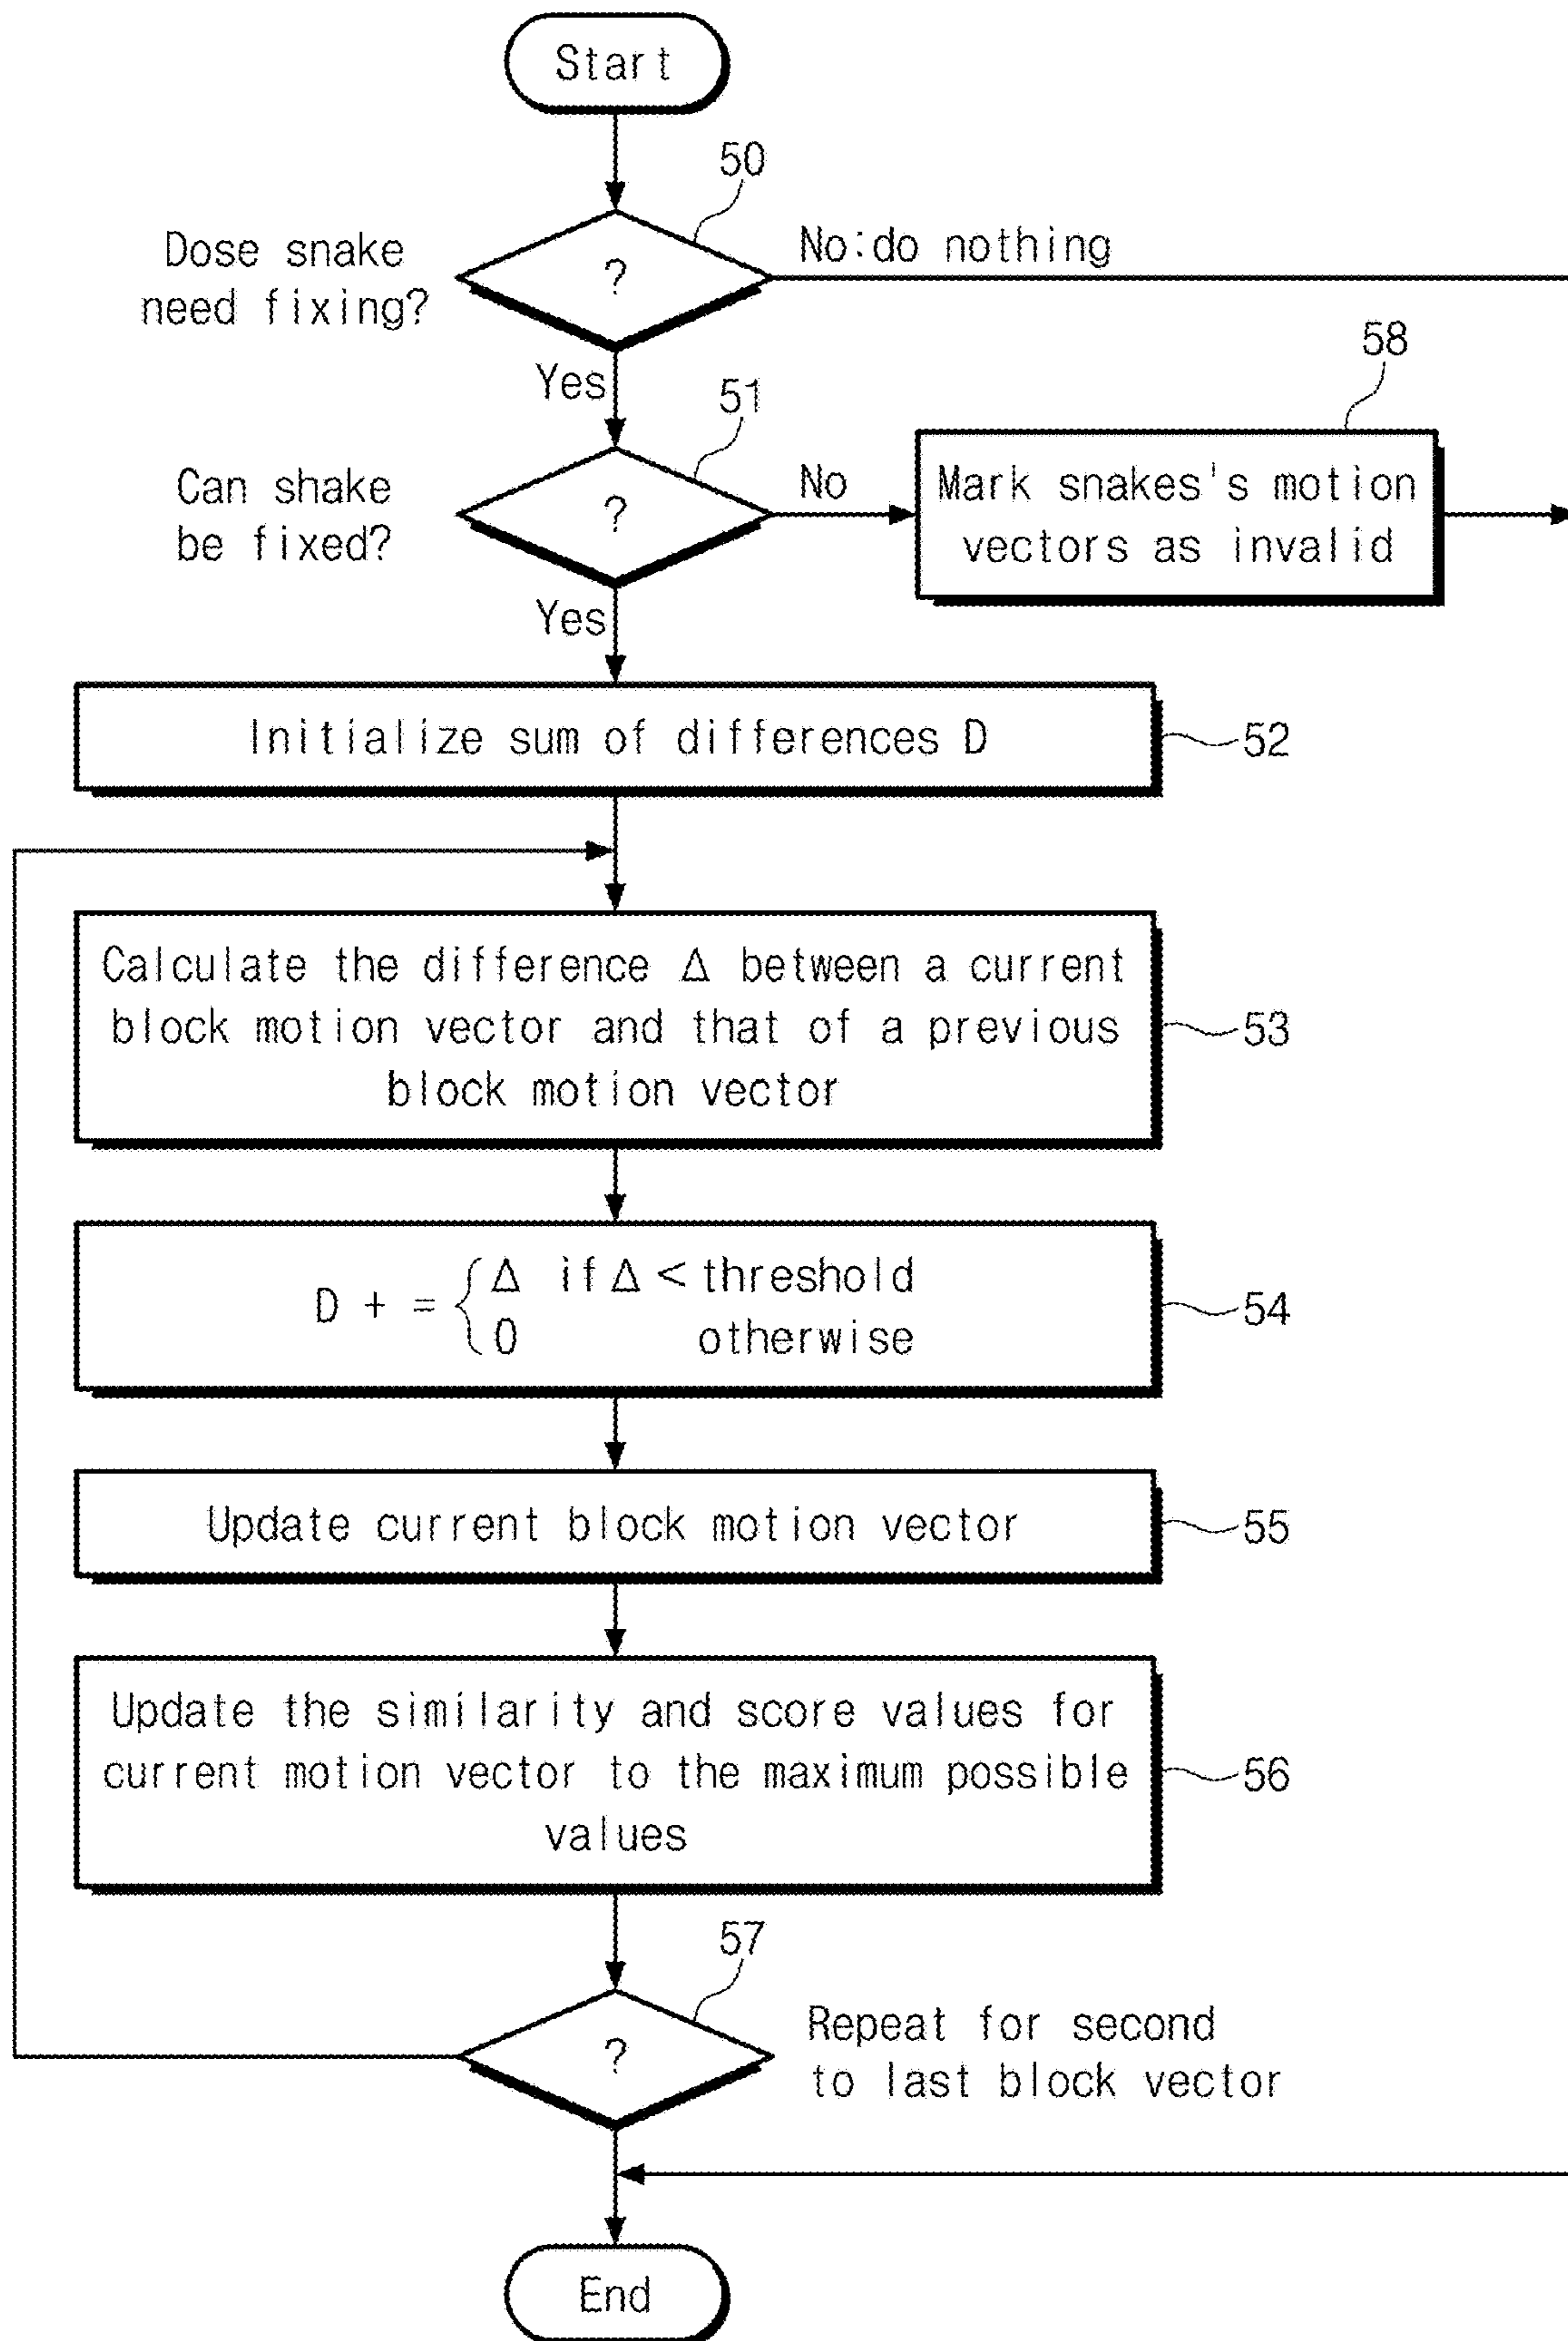 Start
50
Dose snake
need fixing?
?
No:do nothing
Yes
58
51
Can shake
be fixed?
?
No
Mark snakes's motion
vectors as invalid
Yes
Initialize sum of differences D
52
Calculate the difference Δ between a current
block motion vector and that of a previous
block motion vector
53
D + = { Δ if Δ < threshold
0 otherwise
54
Update current block motion vector
55
Update the similarity and score values for
current motion vector to the maximum possible
values
56
57
?
Repeat for second
to last block vector
End